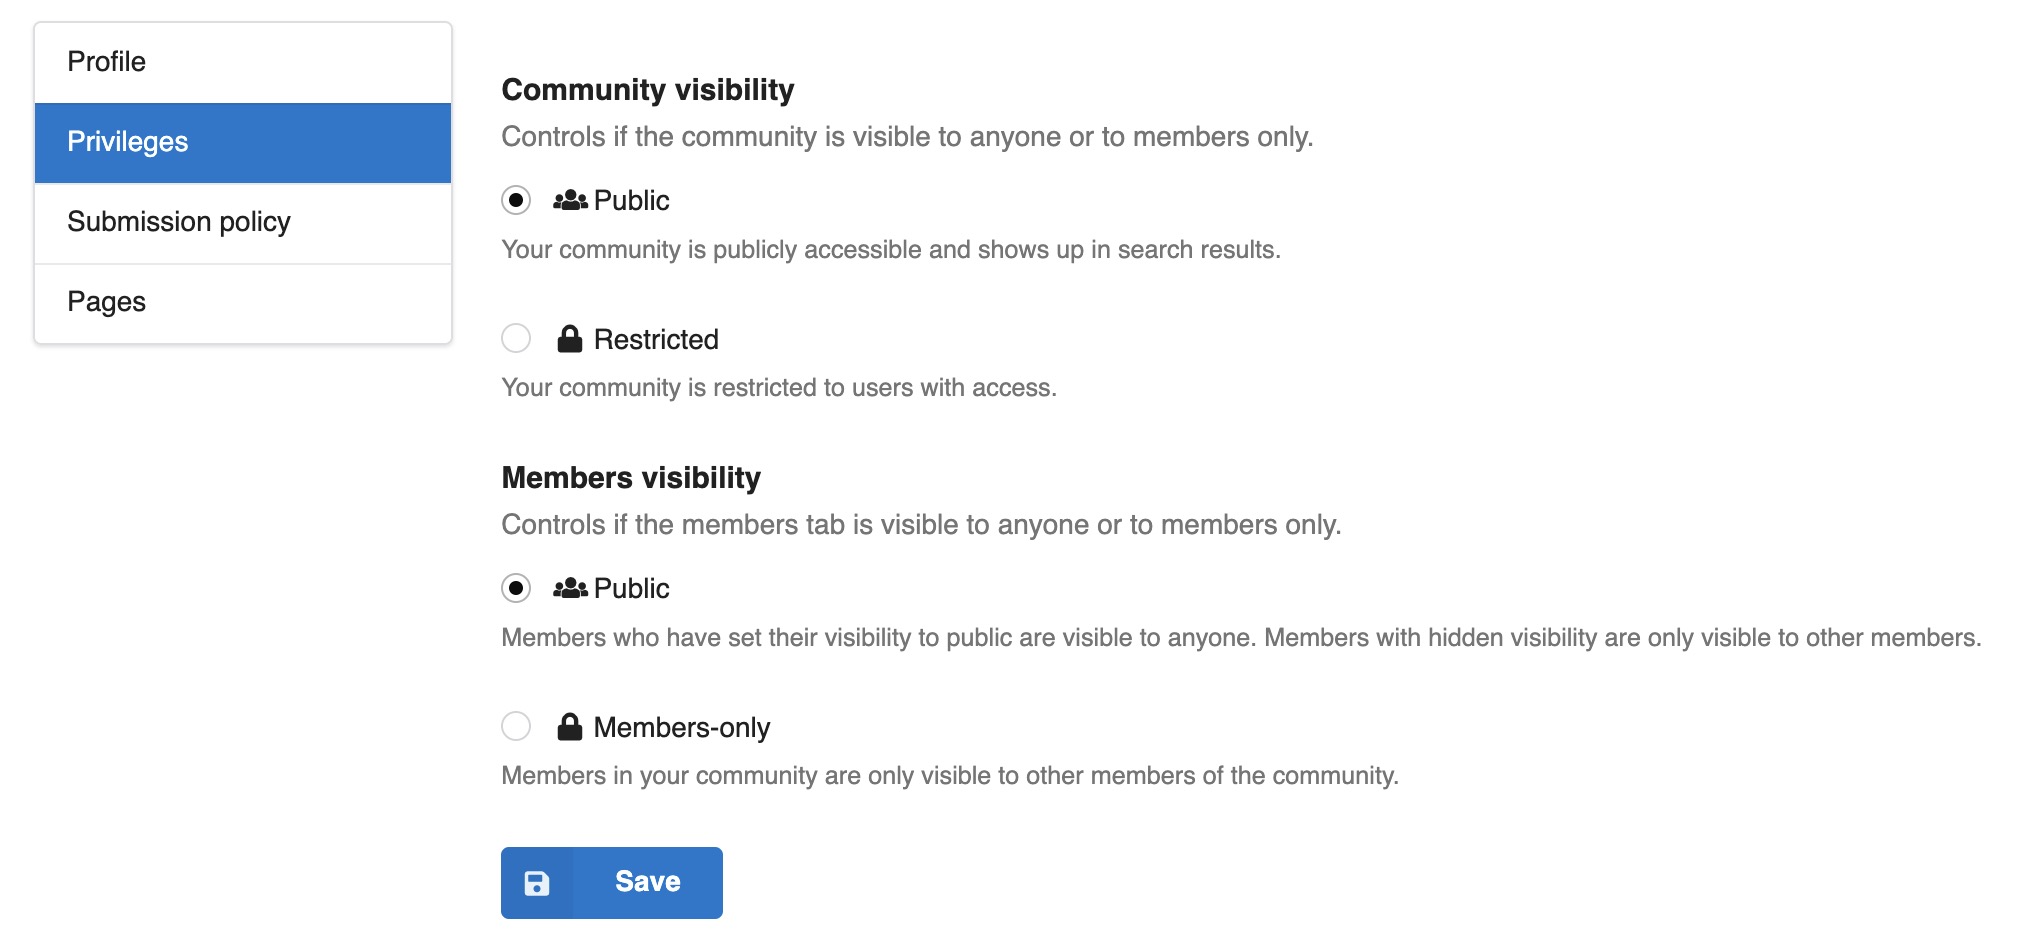 Profile
Privileges
Submission policy
Pages
Community visibility
Controls if the community is visible to anyone or to members only.
Public
Your community is publicly accessible and shows up in search results.
Restricted
Your community is restricted to users with access.
Members visibility
Controls if the members tab is visible to anyone or to members only.
Public
Members who have set their visibility to public are visible to anyone. Members with hidden visibility are only visible to other members.
Members-only
Members in your community are only visible to other members of the community.
Save